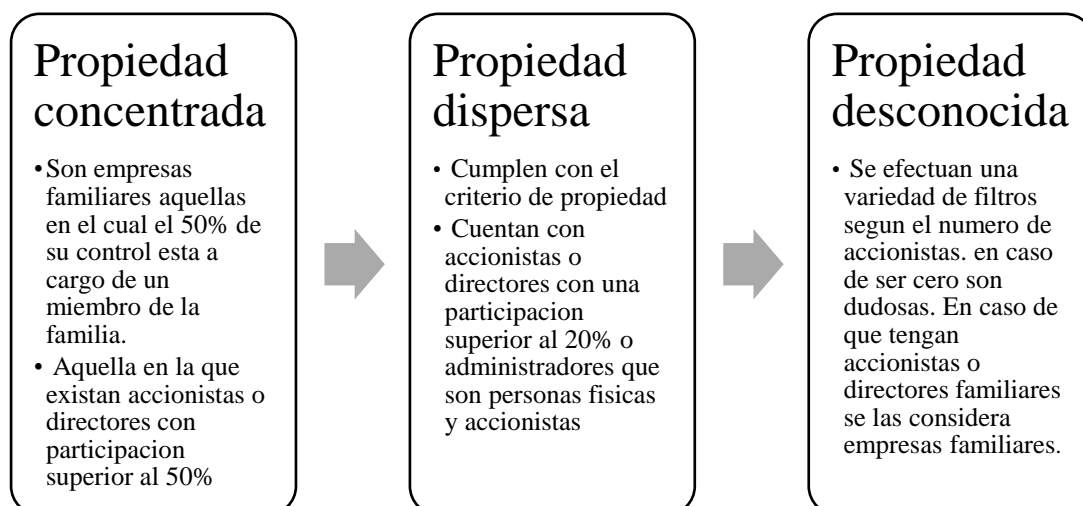 Propiedad
concentrada
•Son empresas
familiares aquellas
en el cual el 50% de
su control esta a
cargo de un
miembro de la
familia.
• Aquella en la que
existan accionistas o
directores con
participacion
superior al 50%
Propiedad
dispersa
• Cumplen con el
criterio de propiedad
• Cuentan con
accionistas o
directores con una
participacion
superior al 20% o
administradores que
son personas fisicas
y accionistas
Propiedad
desconocida
• Se efectuan una
variedad de filtros
segun el numero de
accionistas. en caso
de ser cero son
dudosas. En caso de
que tengan
accionistas o
directores familiares
se las considera
empresas familiares.